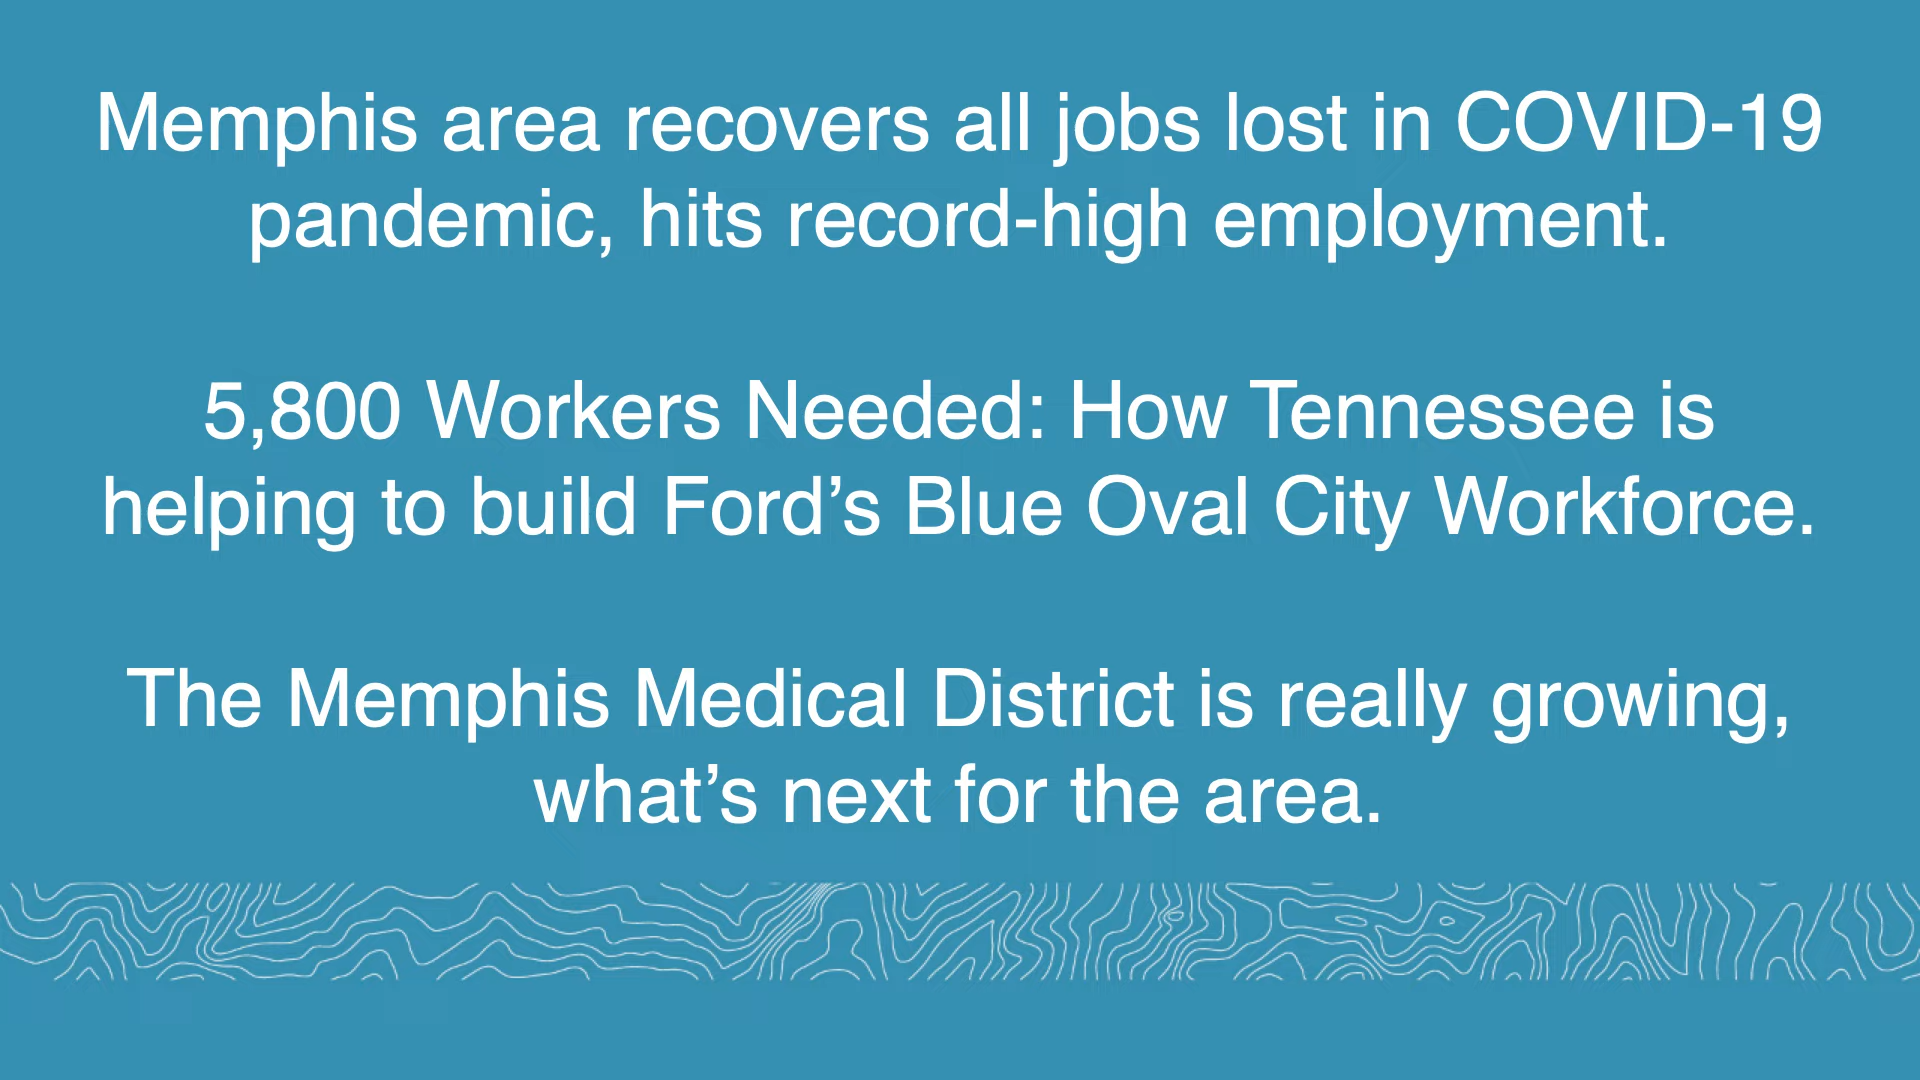 Memphis area recovers all jobs lost in COVID-19
pandemic, hits record-high employment.
5,800 Workers Needed: How Tennessee is
helping to build Ford’s Blue Oval City Workforce.
The Memphis Medical District is really growing,
what’s next for the area.